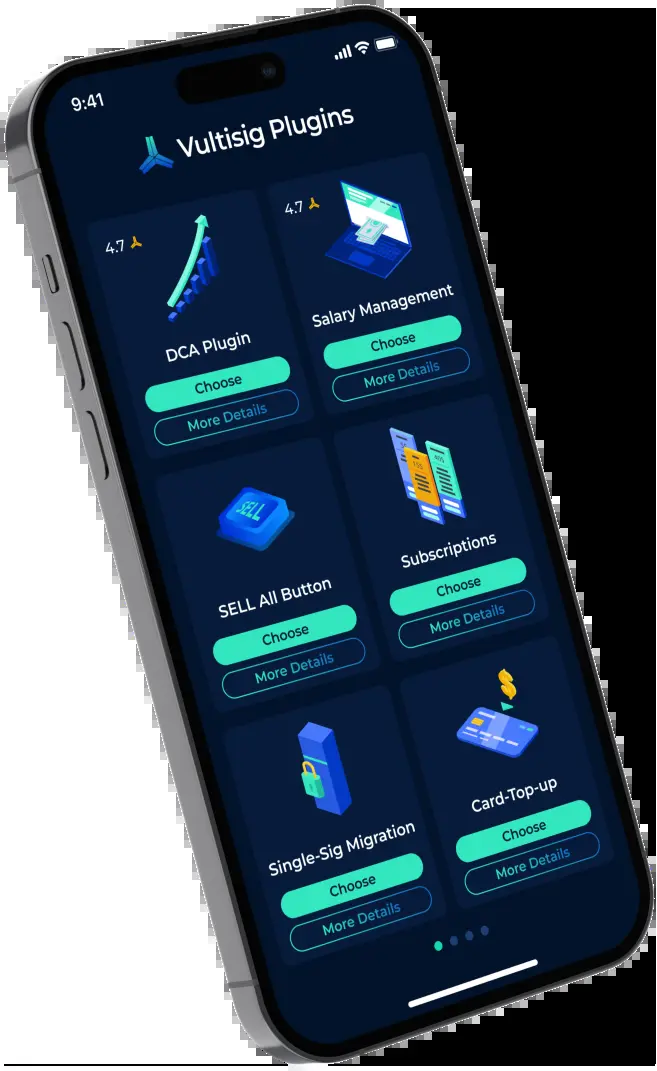 9:41
Vultisig Plugins
4.7
DCA Plugin
Choose
More Details
4.7
Salary Management
Choose
More Details
SELL
SELL All Button
Choose
More Details
Subscriptions
Choose
More Details
Single-Sig Migration
Choose
More Details
Card-Top-up
Choose
More Details